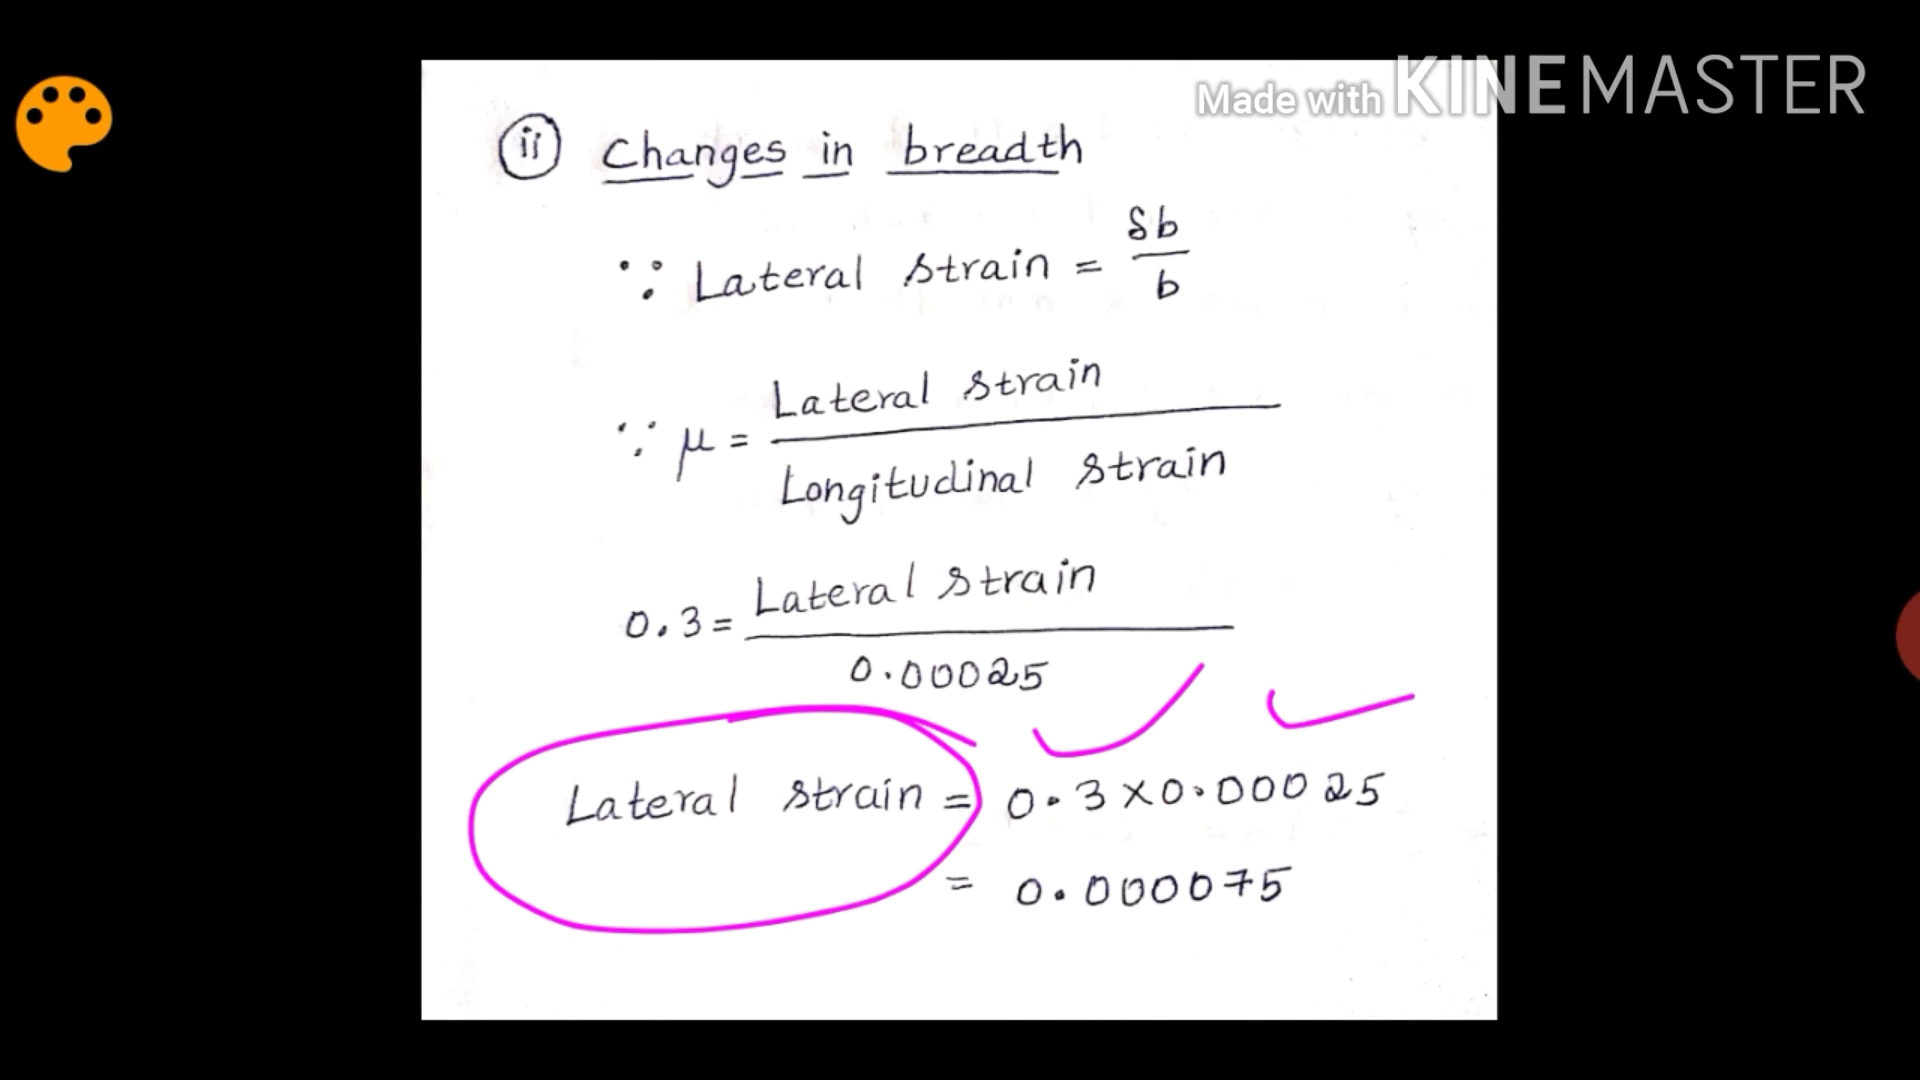 Made with KINEMASTER
(ii) Changes in breadth
∵ Lateral strain = δb/b
∵ μ = Lateral strain / Longitudinal strain
0.3 = Lateral strain / 0.00025
Lateral strain = 0.3 × 0.00025
= 0.000075